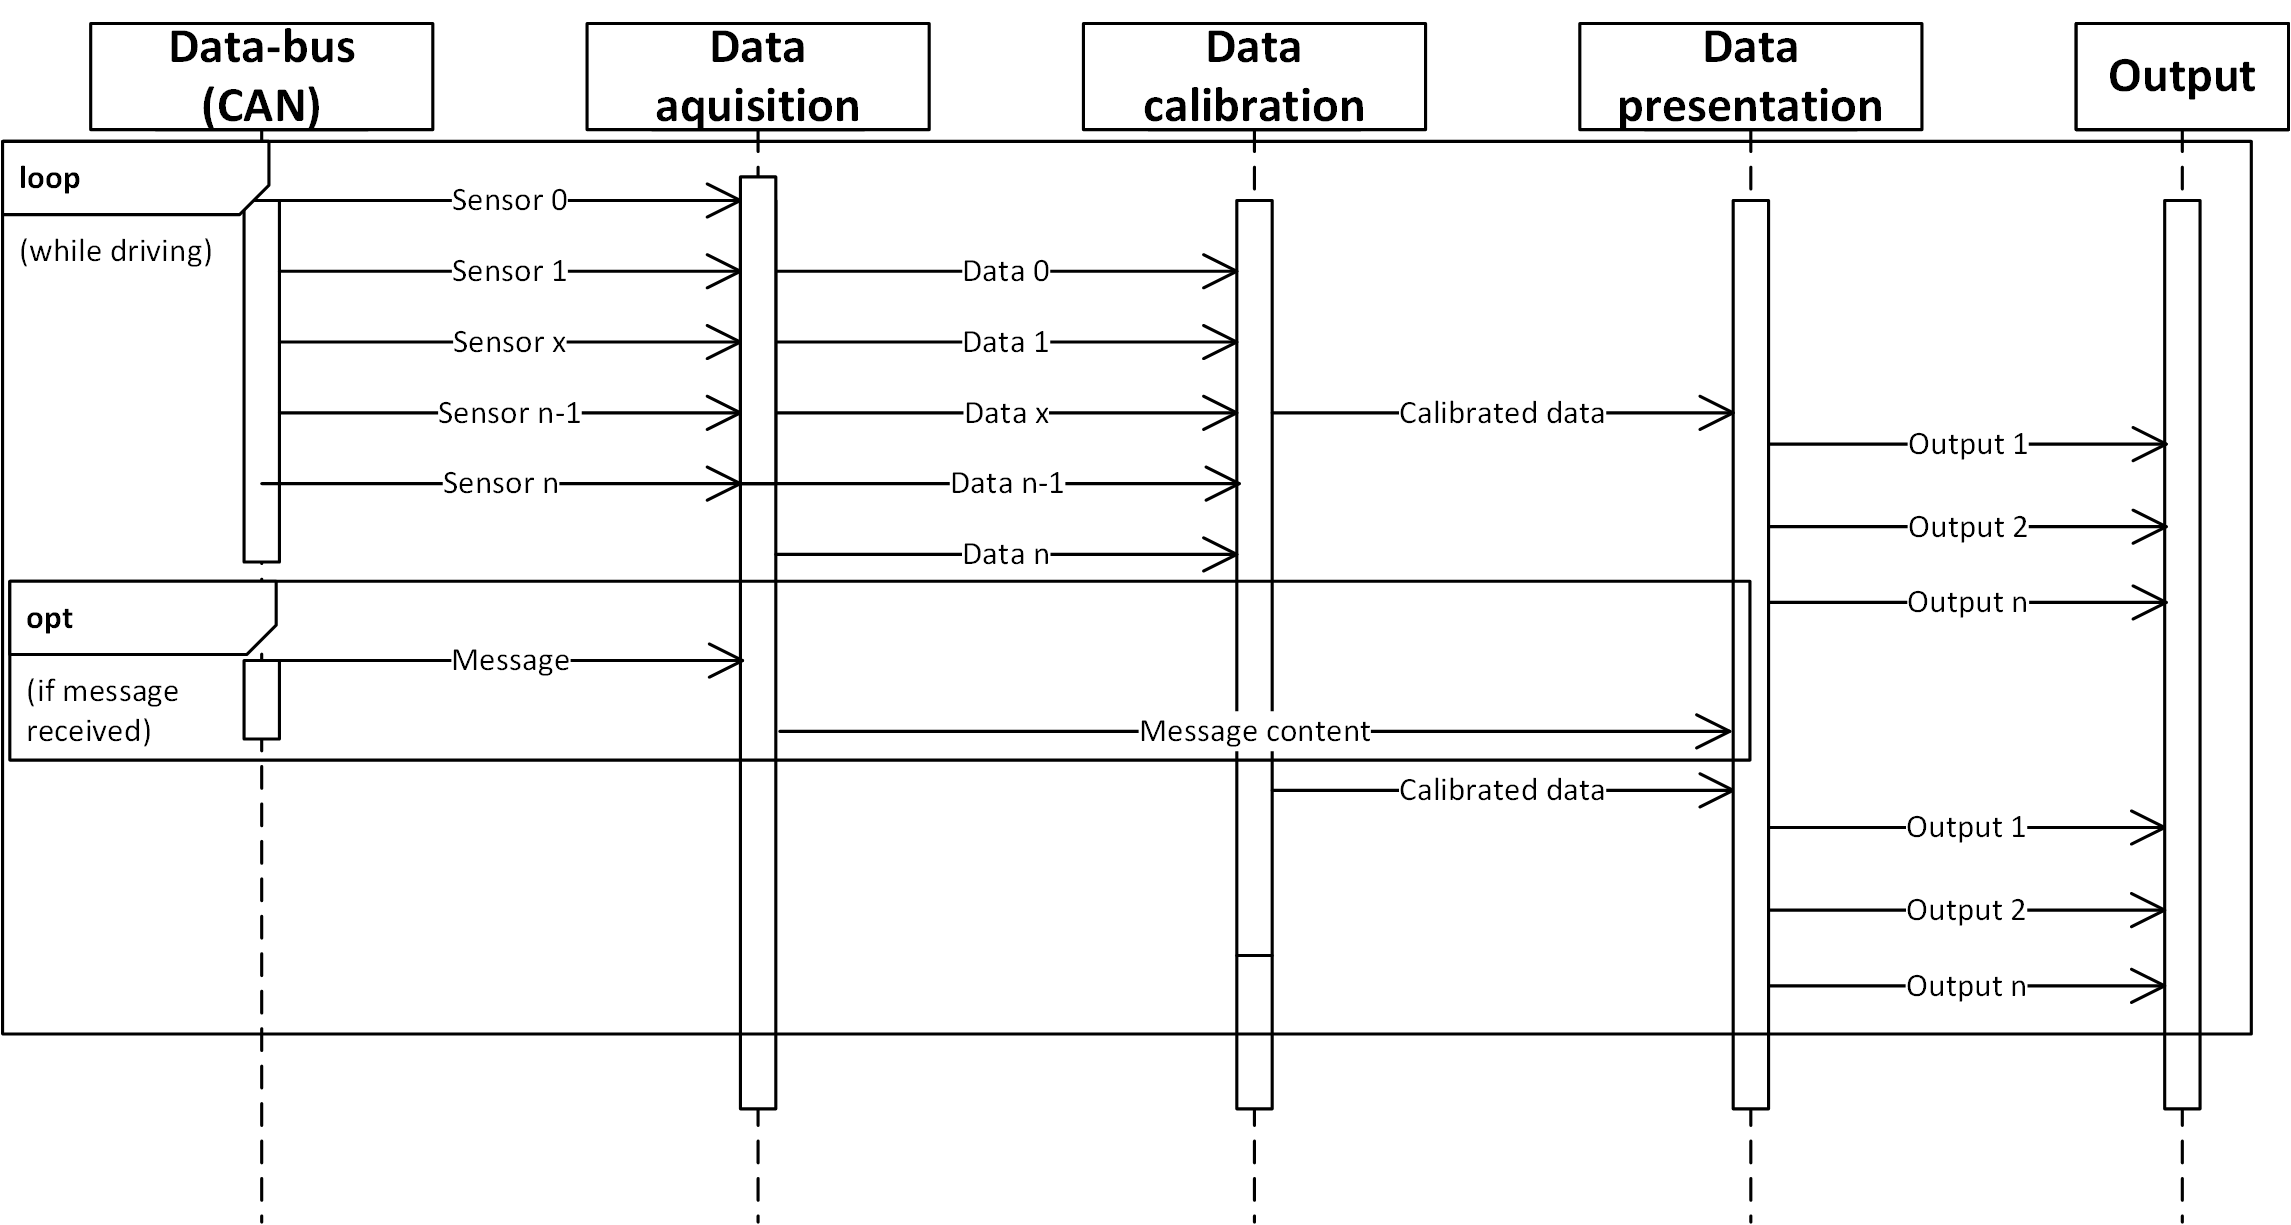 Data-bus
(CAN)
Data
aquisition
Data
calibration
Data
presentation
Output
loop
(while driving)
Sensor 0
Sensor 1
Data 0
Sensor x
Data 1
Sensor n-1
Data x
Calibrated data
Output 1
Sensor n
Data n-1
Output 2
Data n
Output n
opt
(if message
received)
Message
Message content
Calibrated data
Output 1
Output 2
Output n